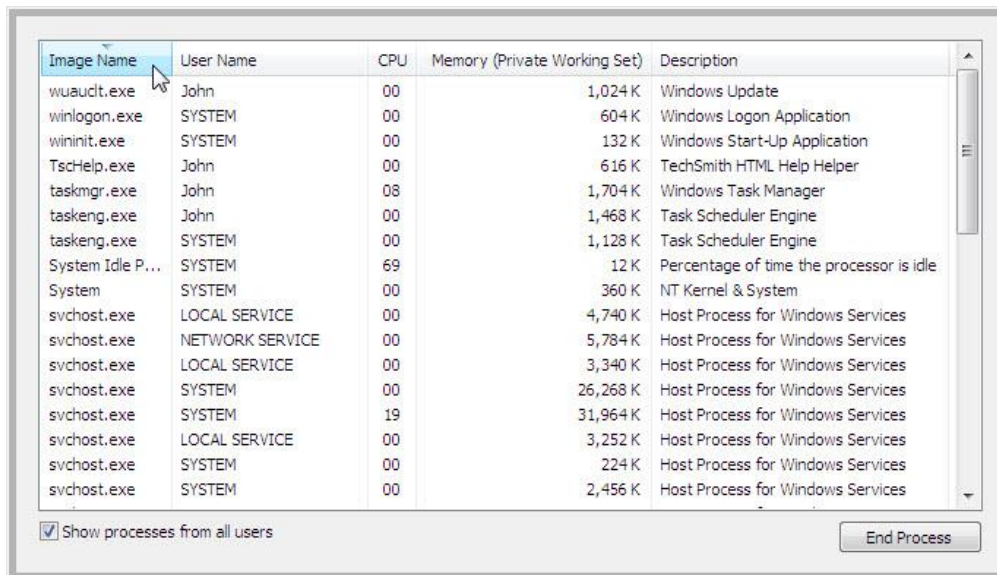 Image Name User Name CPU Memory (Private Working Set) Description
wuauclt.exe John 00 1,024 K Windows Update
winlogon.exe SYSTEM 00 604 K Windows Logon Application
wininit.exe SYSTEM 00 132 K Windows Start-Up Application
TscHelp.exe John 00 616 K TechSmith HTML Help Helper
taskmgr.exe John 08 1,704 K Windows Task Manager
taskeng.exe John 00 1,468 K Task Scheduler Engine
taskeng.exe SYSTEM 00 1,128 K Task Scheduler Engine
System Idle P... SYSTEM 69 12 K Percentage of time the processor is idle
System SYSTEM 00 360 K NT Kernel & System
svchost.exe LOCAL SERVICE 00 4,740 K Host Process for Windows Services
svchost.exe NETWORK SERVICE 00 5,784 K Host Process for Windows Services
svchost.exe LOCAL SERVICE 00 3,340 K Host Process for Windows Services
svchost.exe SYSTEM 00 26,268 K Host Process for Windows Services
svchost.exe SYSTEM 19 31,964 K Host Process for Windows Services
svchost.exe LOCAL SERVICE 00 3,252 K Host Process for Windows Services
svchost.exe SYSTEM 00 224 K Host Process for Windows Services
svchost.exe SYSTEM 00 2,456 K Host Process for Windows Services
Show processes from all users
End Process